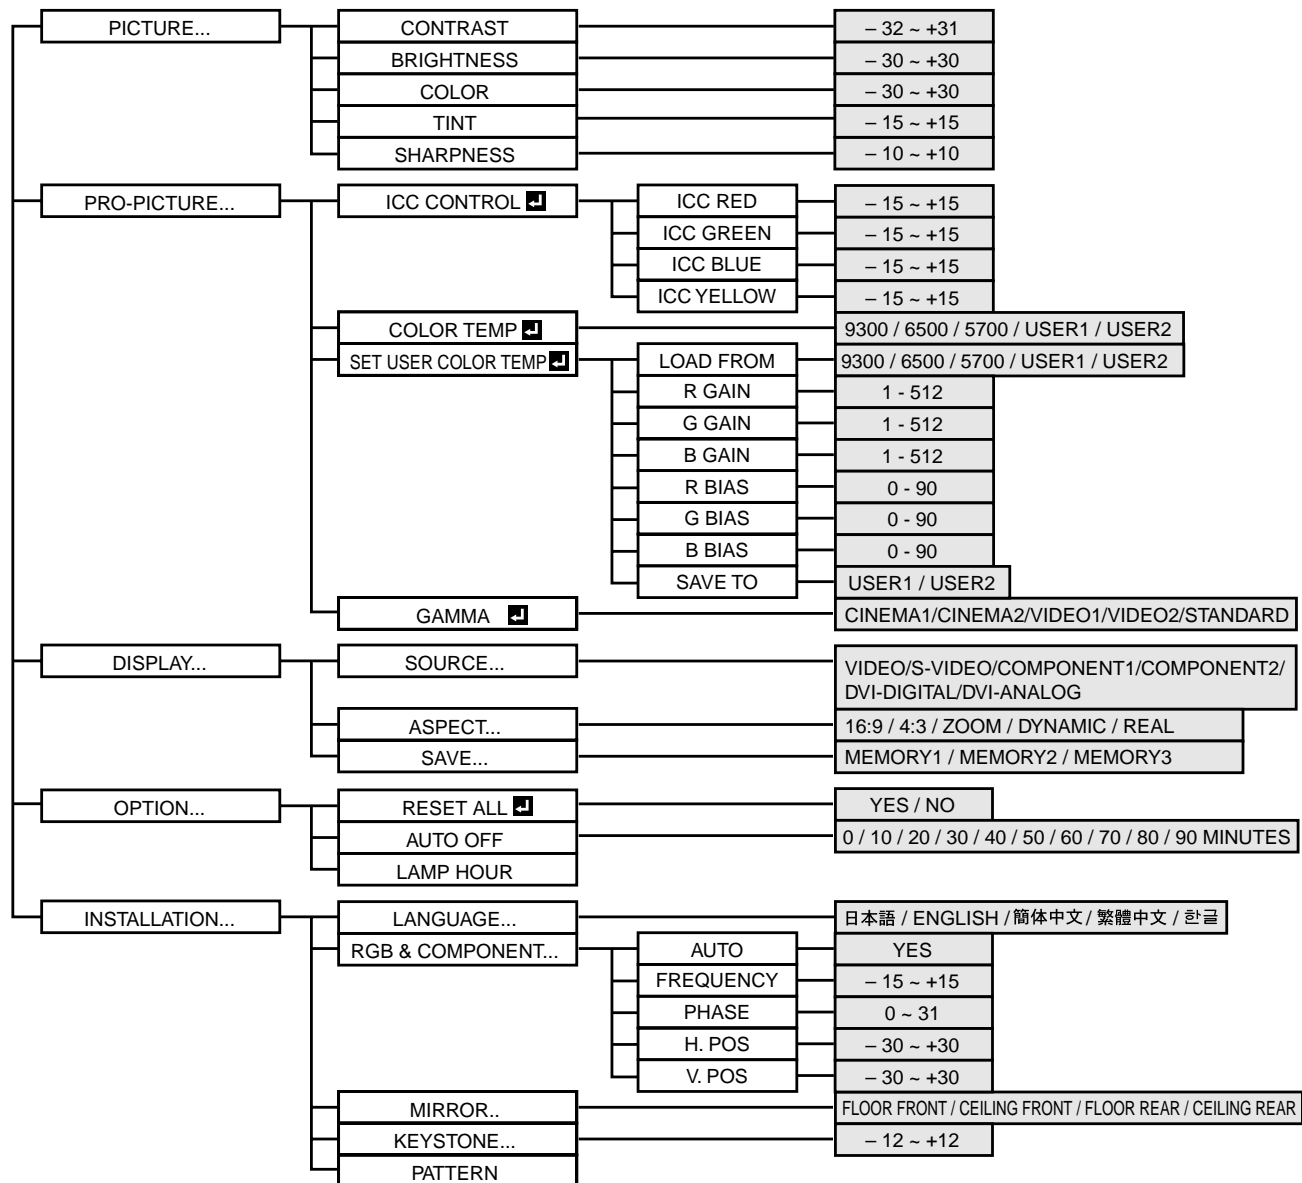 PICTURE... CONTRAST – 32 ~ +31
BRIGHTNESS – 30 ~ +30
COLOR – 30 ~ +30
TINT – 15 ~ +15
SHARPNESS – 10 ~ +10
PRO-PICTURE... ICC CONTROL ICC RED – 15 ~ +15
ICC GREEN – 15 ~ +15
ICC BLUE – 15 ~ +15
ICC YELLOW – 15 ~ +15
COLOR TEMP 9300 / 6500 / 5700 / USER1 / USER2
SET USER COLOR TEMP LOAD FROM 9300 / 6500 / 5700 / USER1 / USER2
R GAIN 1 - 512
G GAIN 1 - 512
B GAIN 1 - 512
R BIAS 0 - 90
G BIAS 0 - 90
B BIAS 0 - 90
SAVE TO USER1 / USER2
GAMMA CINEMA1/CINEMA2/VIDEO1/VIDEO2/STANDARD
DISPLAY... SOURCE... VIDEO/S-VIDEO/COMPONENT1/COMPONENT2/
DVI-DIGITAL/DVI-ANALOG
ASPECT... 16:9 / 4:3 / ZOOM / DYNAMIC / REAL
SAVE... MEMORY1 / MEMORY2 / MEMORY3
OPTION... RESET ALL YES / NO
AUTO OFF 0 / 10 / 20 / 30 / 40 / 50 / 60 / 70 / 80 / 90 MINUTES
LAMP HOUR
INSTALLATION... LANGUAGE... 日本語 / ENGLISH / 簡体中文 / 繁體中文 / 한글
RGB & COMPONENT... AUTO YES
FREQUENCY – 15 ~ +15
PHASE 0 ~ 31
H. POS – 30 ~ +30
V. POS – 30 ~ +30
MIRROR.. FLOOR FRONT / CEILING FRONT / FLOOR REAR / CEILING REAR
KEYSTONE... – 12 ~ +12
PATTERN